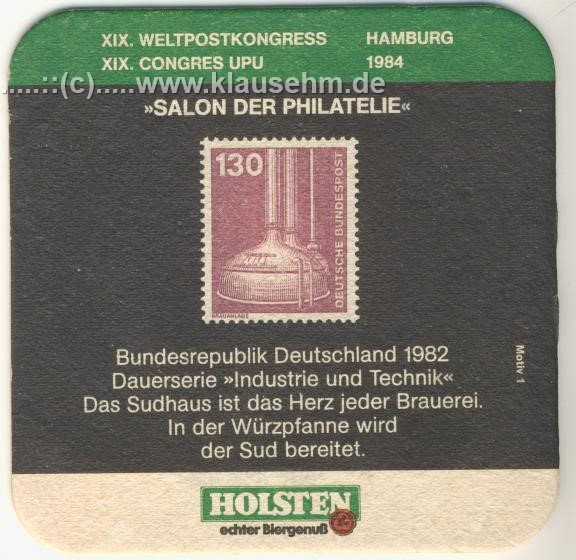 XIX. WELTPOSTKONGRESS HAMBURG
XIX. CONGRES UPU 1984
.....::(c).....www.klausehm.de.....
»SALON DER PHILATELIE«
130
DEUTSCHE BUNDESPOST
BRAUANLAGE
Bundesrepublik Deutschland 1982
Dauerserie »Industrie und Technik«
Das Sudhaus ist das Herz jeder Brauerei.
In der Würzpfanne wird
der Sud bereitet.
Motiv 1
HOLSTEN
echter Biergenuß